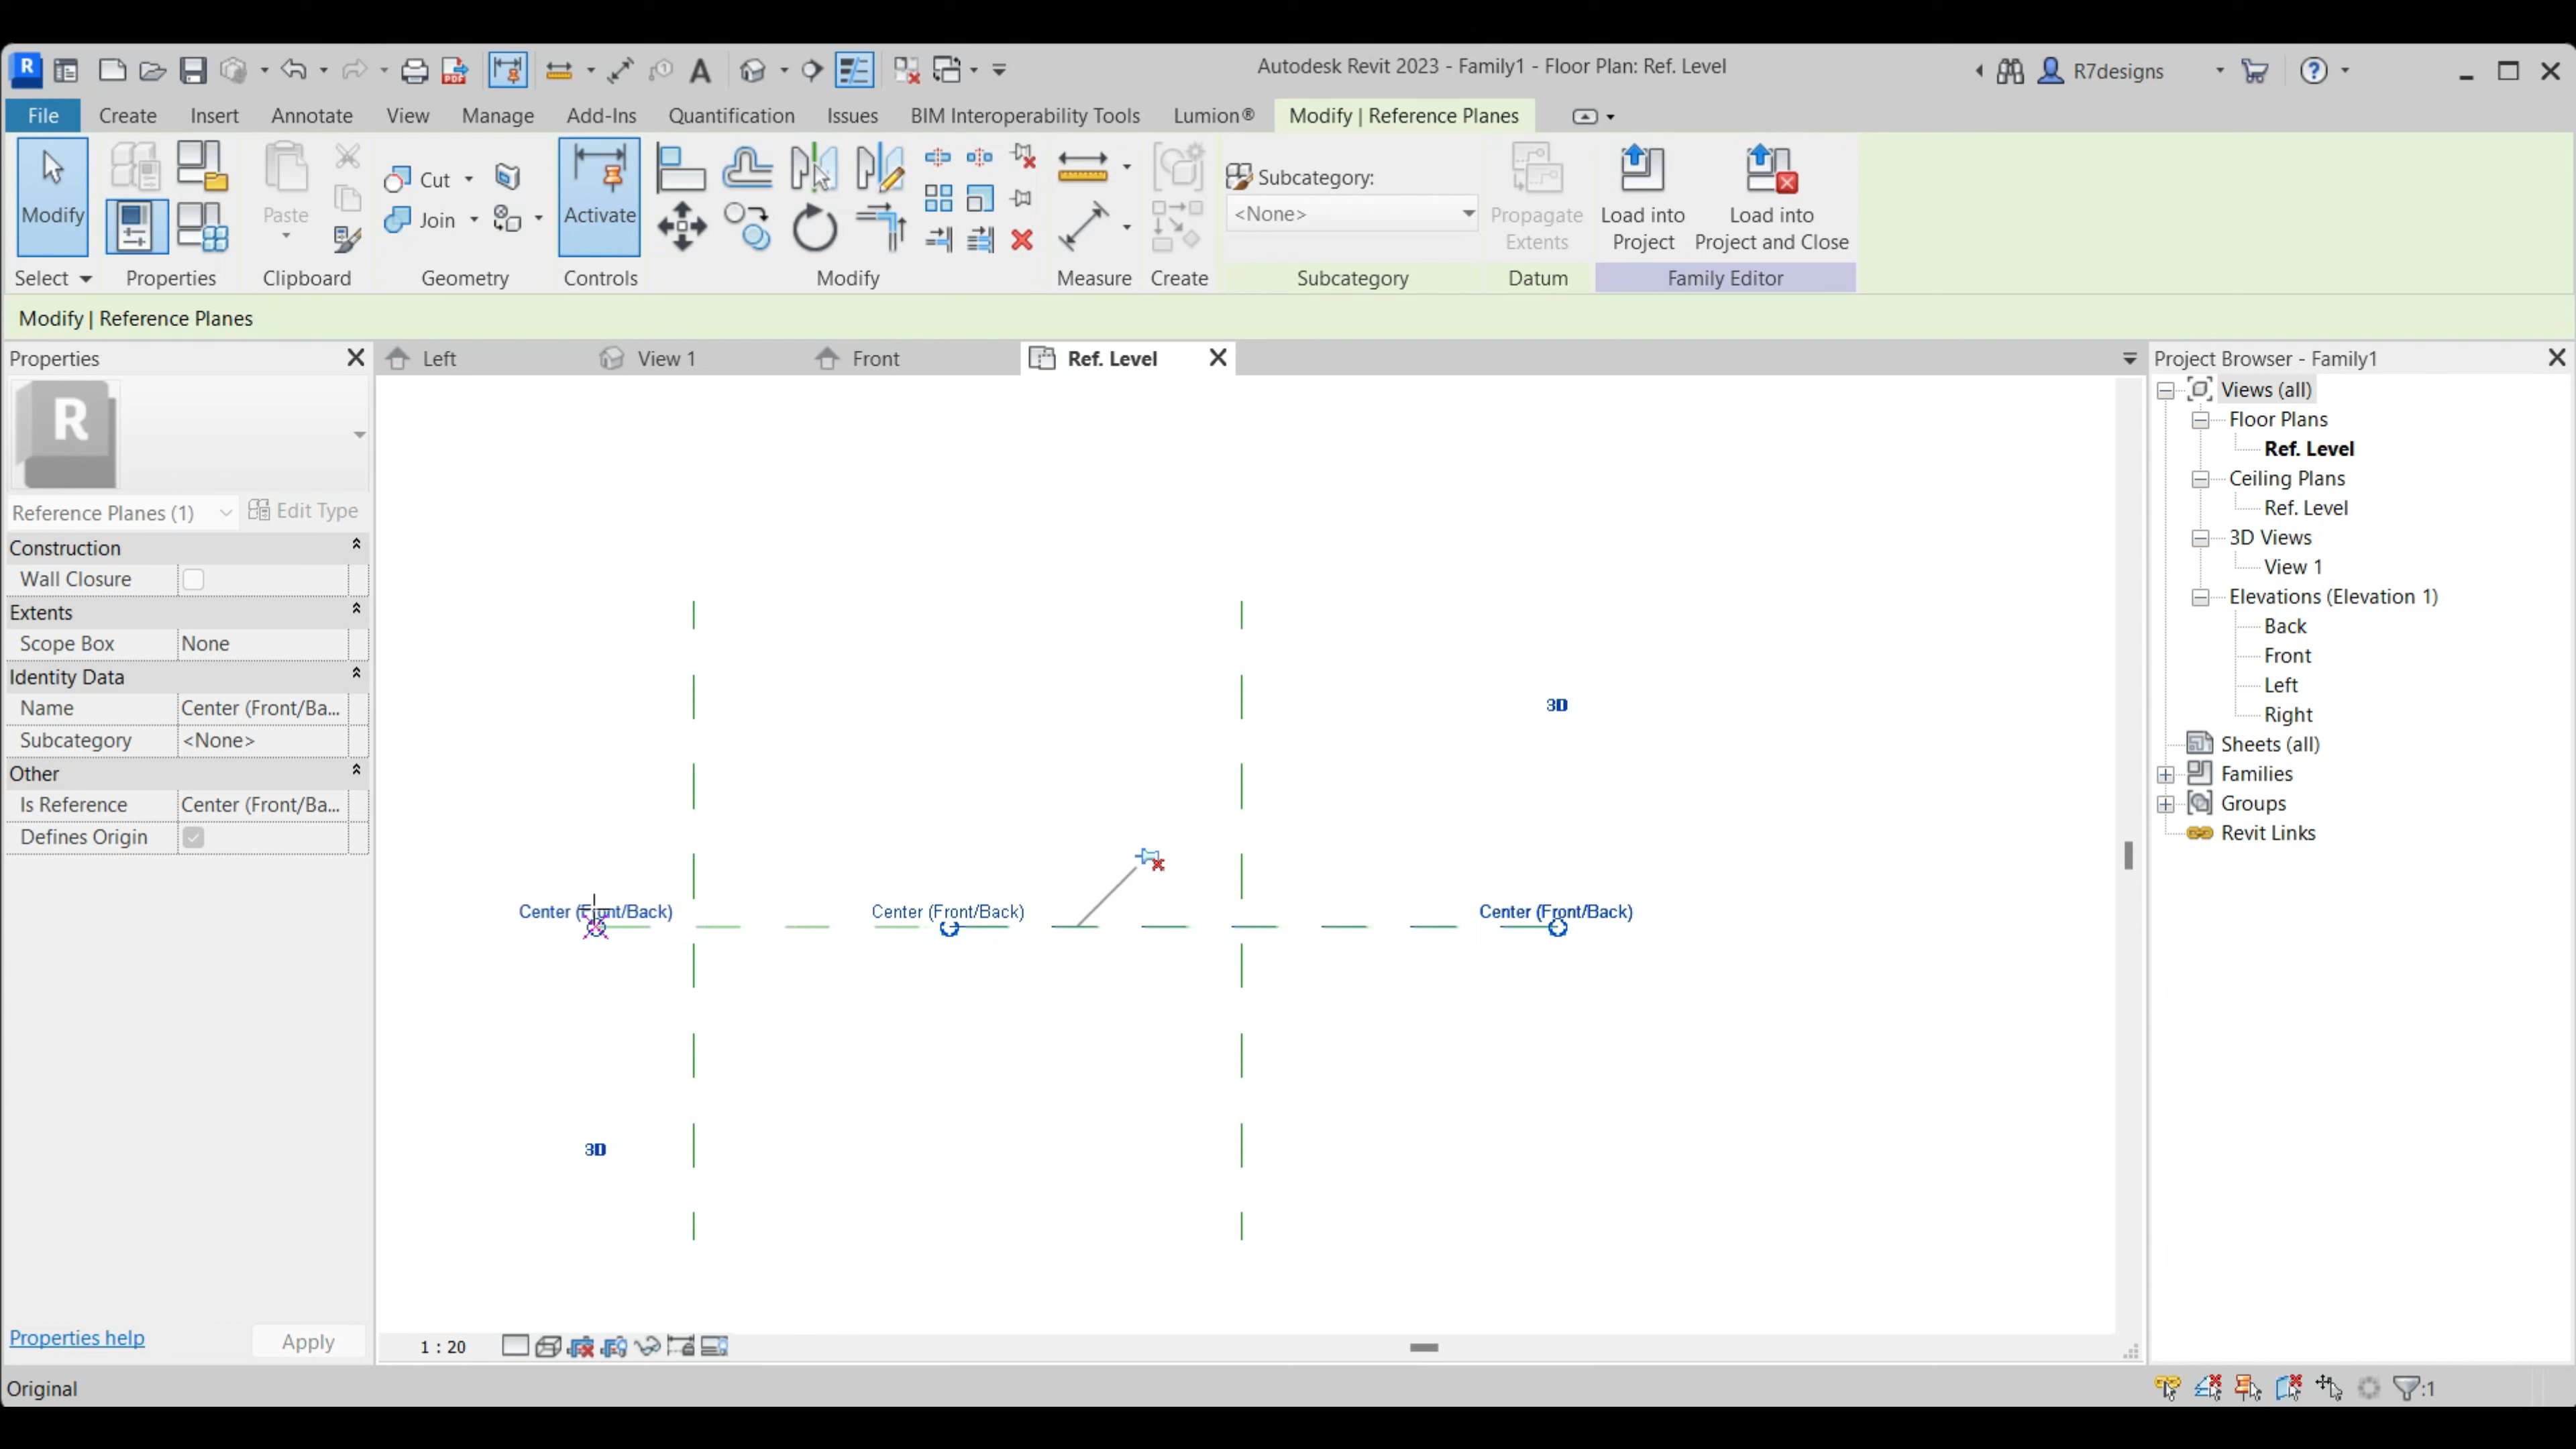 Autodesk Revit 2023 - Family1 - Floor Plan: Ref. Level
R7designs
File Create Insert Annotate View Manage Add-Ins Quantification Issues BIM Interoperability Tools Lumion® Modify | Reference Planes
Modify
Paste
Cut
Join
Activate
Subcategory:
<None>
Propagate Extents
Load into Project
Load into Project and Close
Select Properties Clipboard Geometry Controls Modify Measure Create Subcategory Datum Family Editor
Modify | Reference Planes
Properties
Left View 1 Front Ref. Level
R
Reference Planes (1) Edit Type
Construction
Wall Closure
Extents
Scope Box None
Identity Data
Name Center (Front/Ba...
Subcategory <None>
Other
Is Reference Center (Front/Ba...
Defines Origin
Properties help Apply
3D
Center (Front/Back) Center (Front/Back) Center (Front/Back)
3D
1 : 20
Project Browser - Family1
Views (all)
Floor Plans
Ref. Level
Ceiling Plans
Ref. Level
3D Views
View 1
Elevations (Elevation 1)
Back
Front
Left
Right
Sheets (all)
Families
Groups
Revit Links
Original
:1